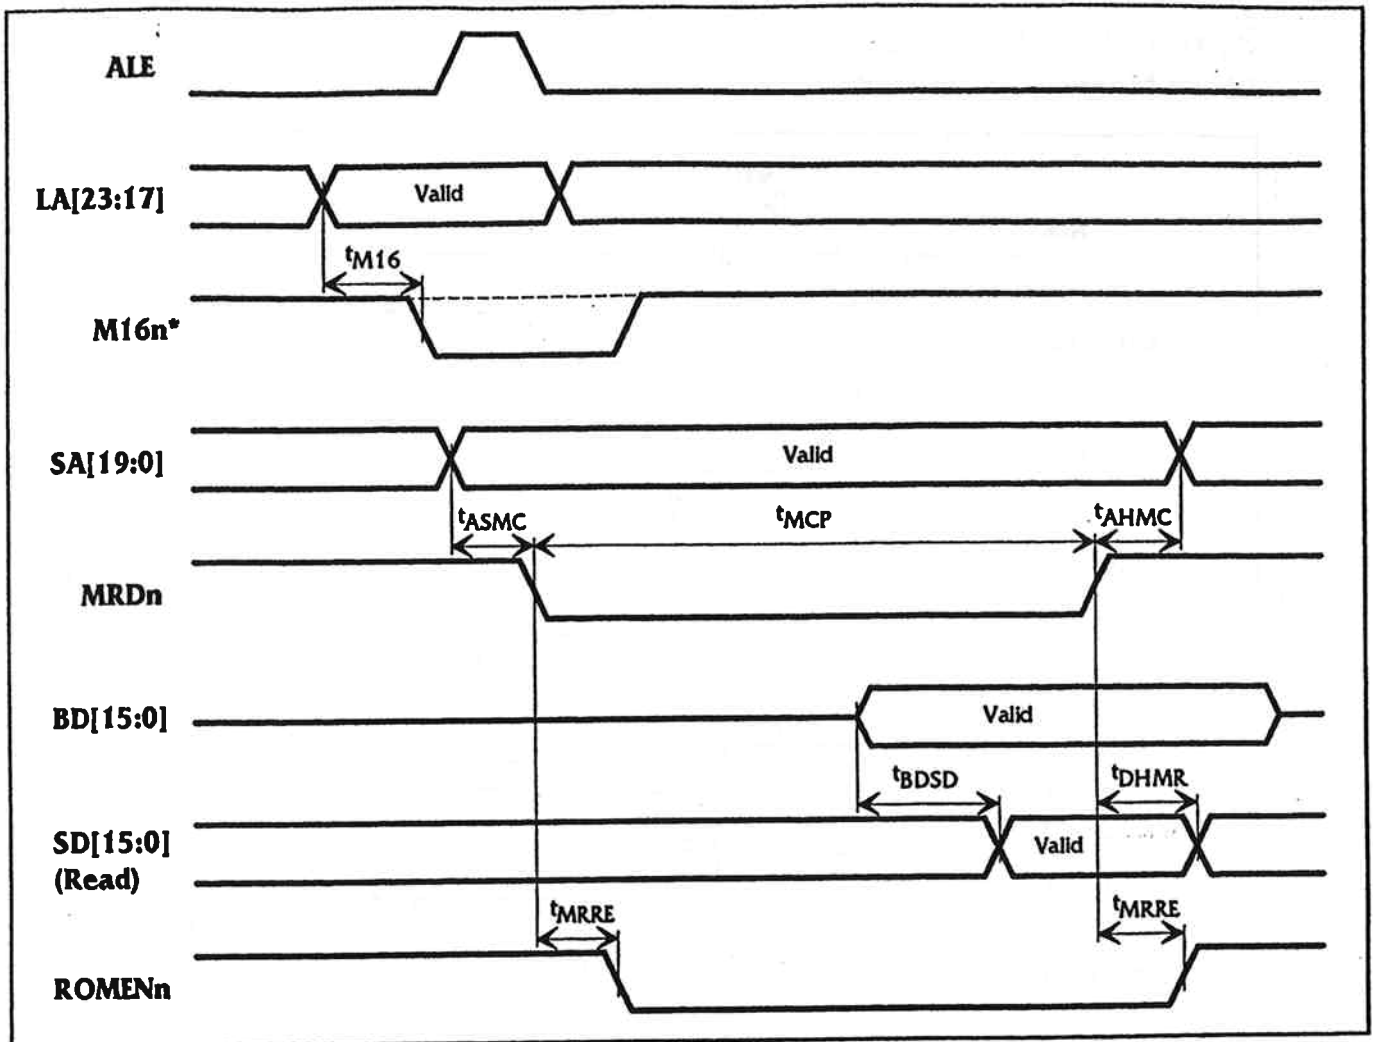 ALE
LA[23:17]
Valid
tM16
M16n*
SA[19:0]
Valid
tASMC
tMCP
tAHMC
MRDn
BD[15:0]
Valid
tBDSD
tDHMR
SD[15:0]
(Read)
Valid
tMRRE
tMRRE
ROMENn